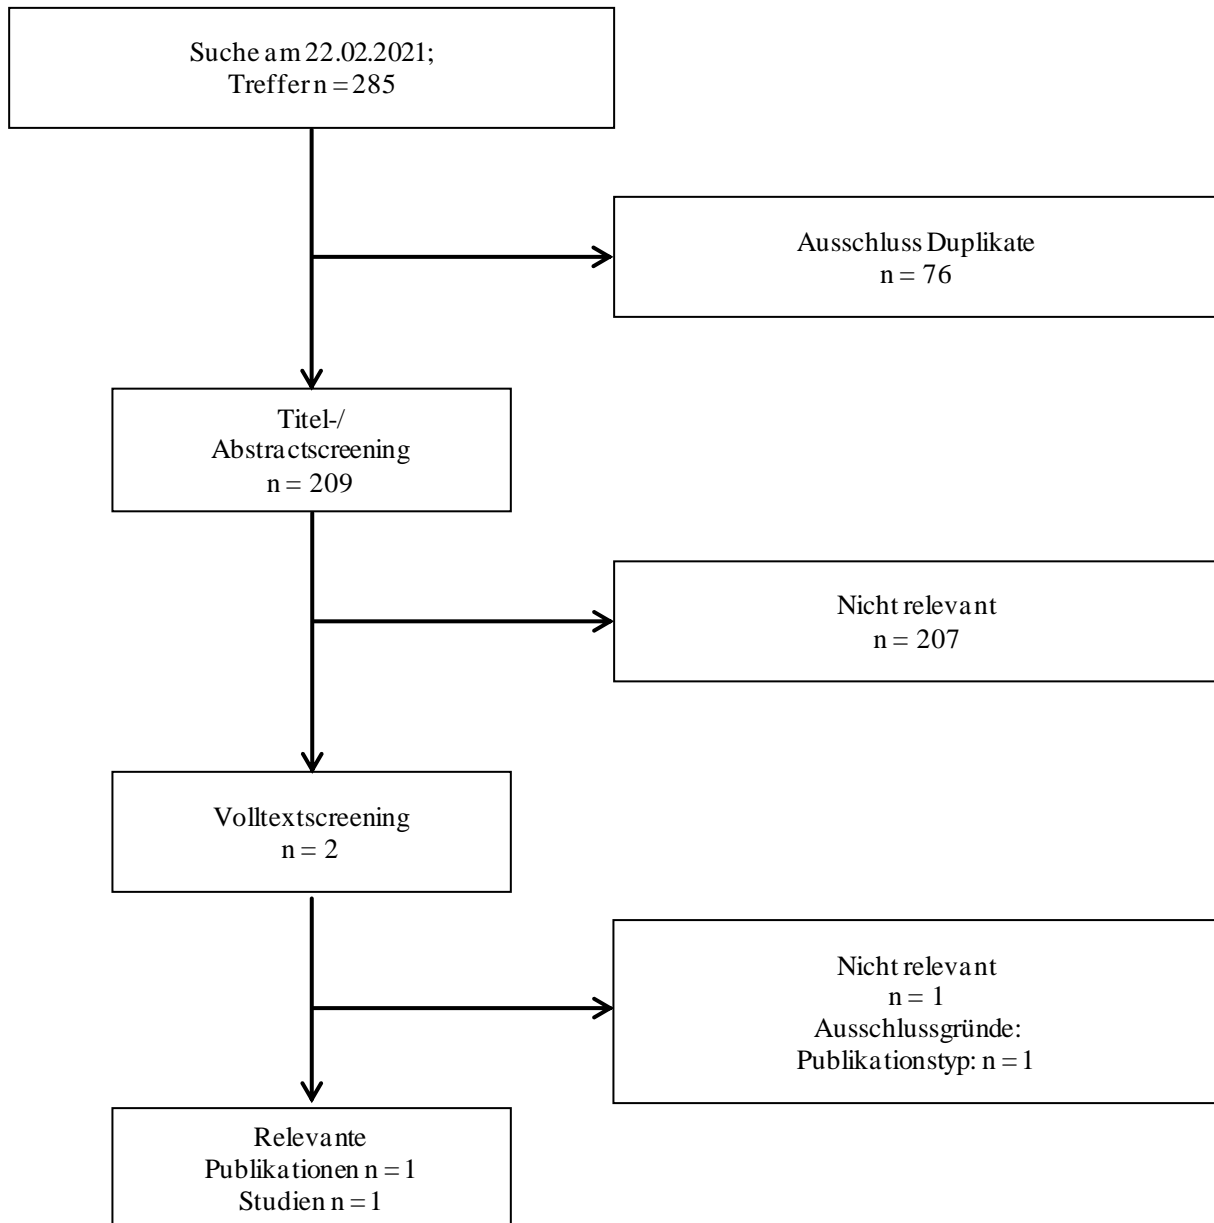 Suche am 22.02.2021;
Treffer n = 285
Ausschluss Duplikate
n = 76
Titel-/
Abstractscreening
n = 209
Nicht relevant
n = 207
Volltextscreening
n = 2
Nicht relevant
n = 1
Ausschlussgründe:
Publikationstyp: n = 1
Relevante
Publikationen n = 1
Studien n = 1